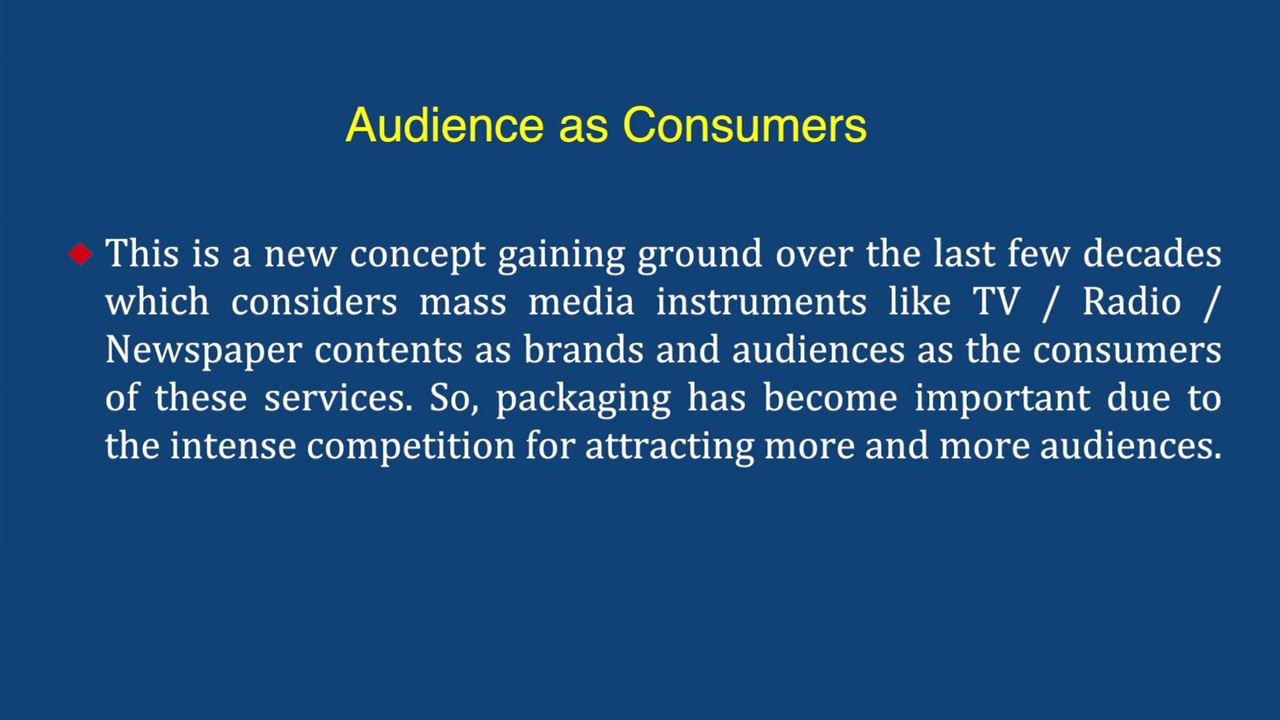 Audience as Consumers
This is a new concept gaining ground over the last few decades
which considers mass media instruments like TV / Radio /
Newspaper contents as brands and audiences as the consumers
of these services. So, packaging has become important due to
the intense competition for attracting more and more audiences.